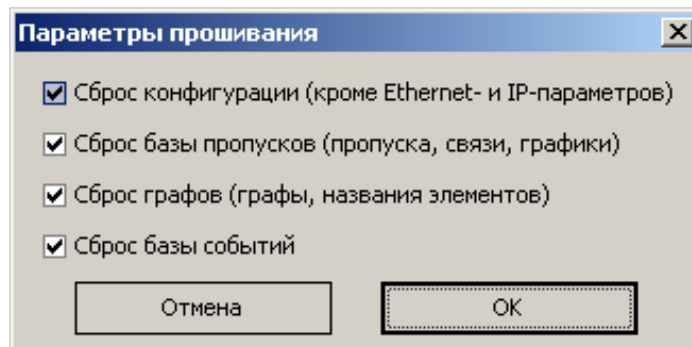 Параметры прошивания
Сброс конфигурации (кроме Ethernet- и IP-параметров)
Сброс базы пропусков (пропуска, связи, графики)
Сброс графов (графы, названия элементов)
Сброс базы событий
Отмена OK